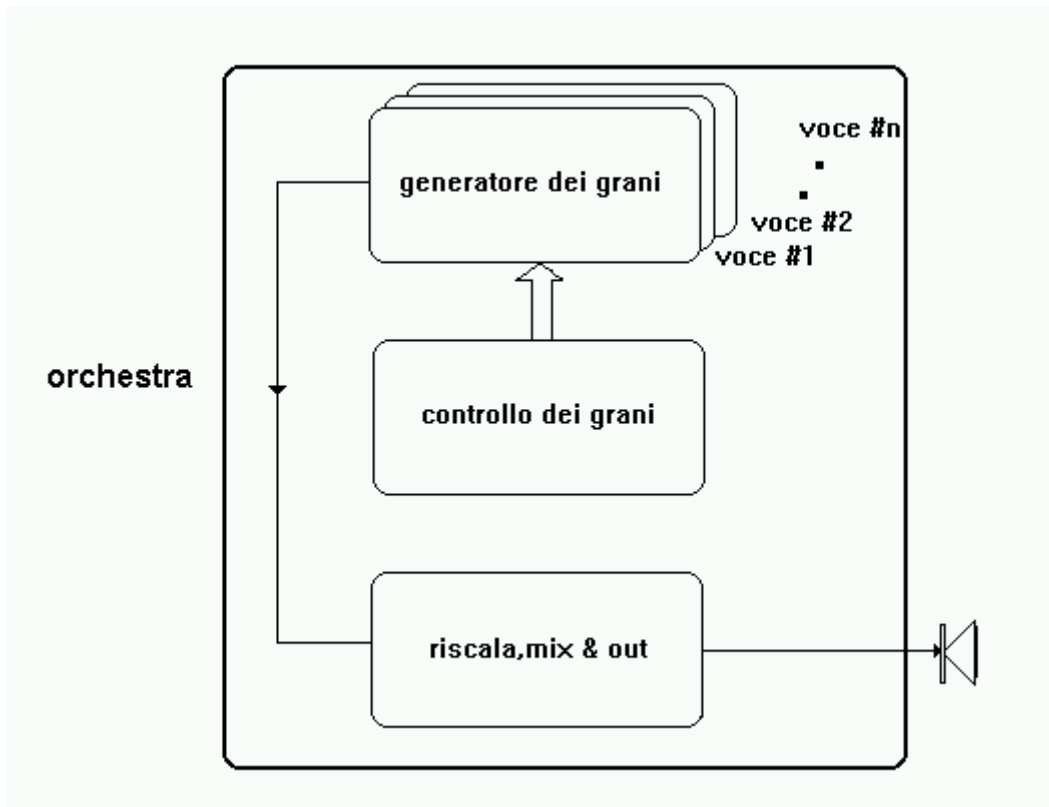 voce #n
generatore dei grani
voce #2
voce #1
orchestra
controllo dei grani
riscala,mix & out